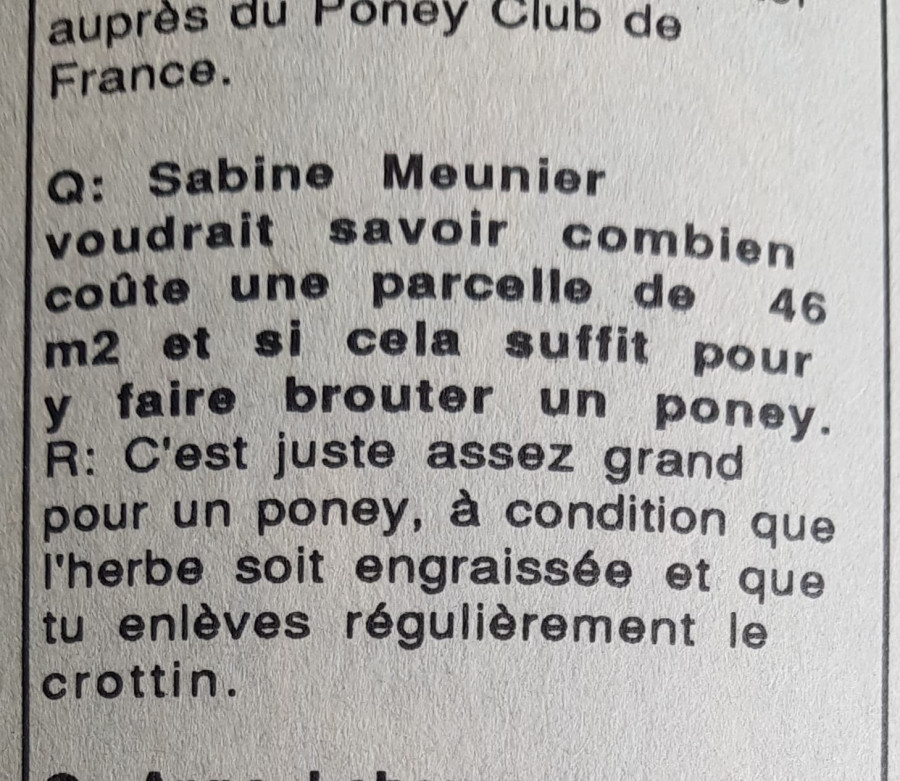 auprès du Poney Club de
France.
Q: Sabine Meunier
voudrait savoir combien
coûte une parcelle de 46
m2 et si cela suffit pour
y faire brouter un poney.
R: C'est juste assez grand
pour un poney, à condition que
l'herbe soit engraissée et que
tu enlèves régulièrement le
crottin.